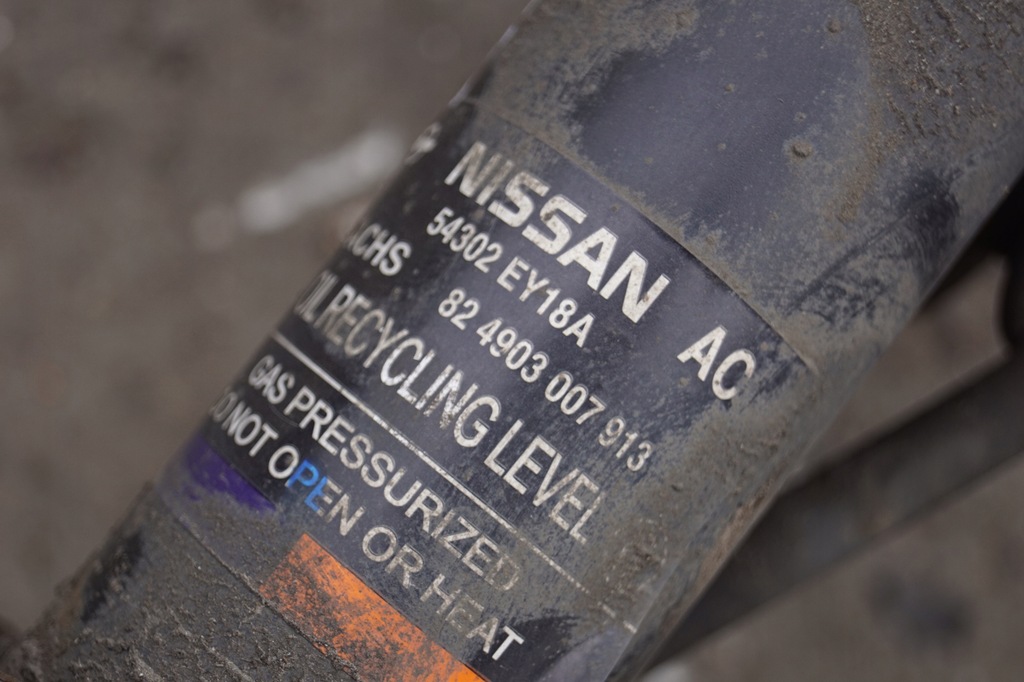 NISSAN AC
54302 EY18A
ACHS 82 4903 007 913
OIL RECYCLING LEVEL
GAS PRESSURIZED
DO NOT OPEN OR HEAT